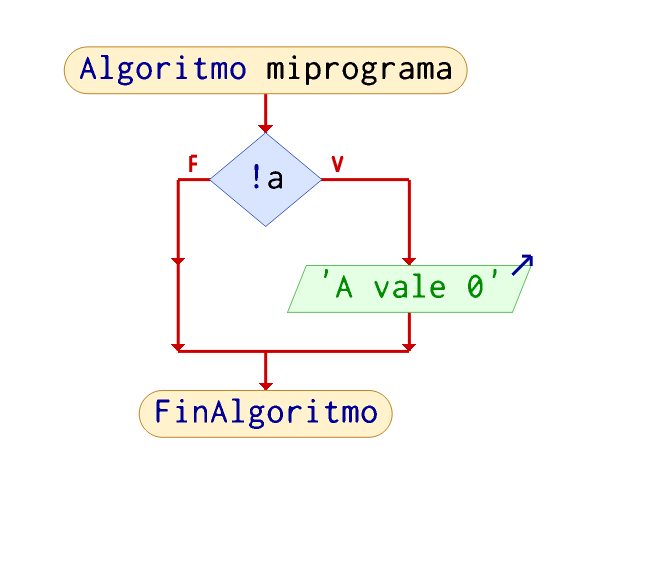 Algoritmo miprograma
!a
F
V
'A vale 0'
FinAlgoritmo